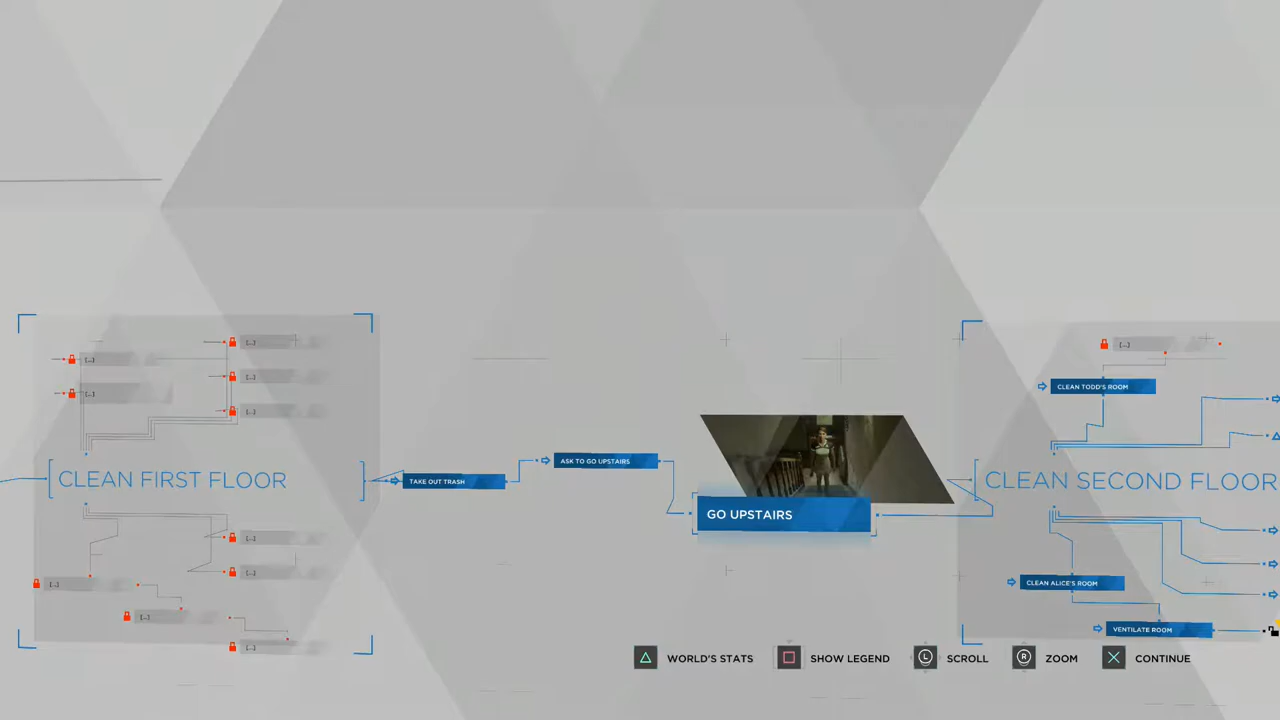 [...]
[...]
[...]
[...]
[...]
CLEAN FIRST FLOOR
[...]
[...]
[...]
[...]
[...]
TAKE OUT TRASH
ASK TO GO UPSTAIRS
GO UPSTAIRS
[...]
CLEAN TODD'S ROOM
CLEAN SECOND FLOOR
CLEAN ALICE'S ROOM
VENTILATE ROOM
WORLD'S STATS
SHOW LEGEND
L SCROLL
R ZOOM
CONTINUE